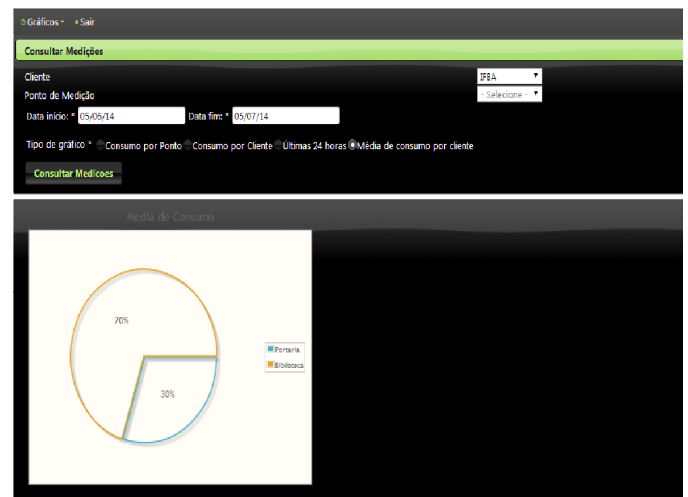 Gráficos Sair
Consultar Medições
Cliente IFBA
Ponto de Medição - Selecione -
Data início: * 05/06/14 Data fim: * 05/07/14
Tipo de gráfico * Consumo por Ponto Consumo por Cliente Últimas 24 horas Média de consumo por cliente
Consultar Medicoes
Media de Consumo
70%
Portaria
Biblioteca
30%